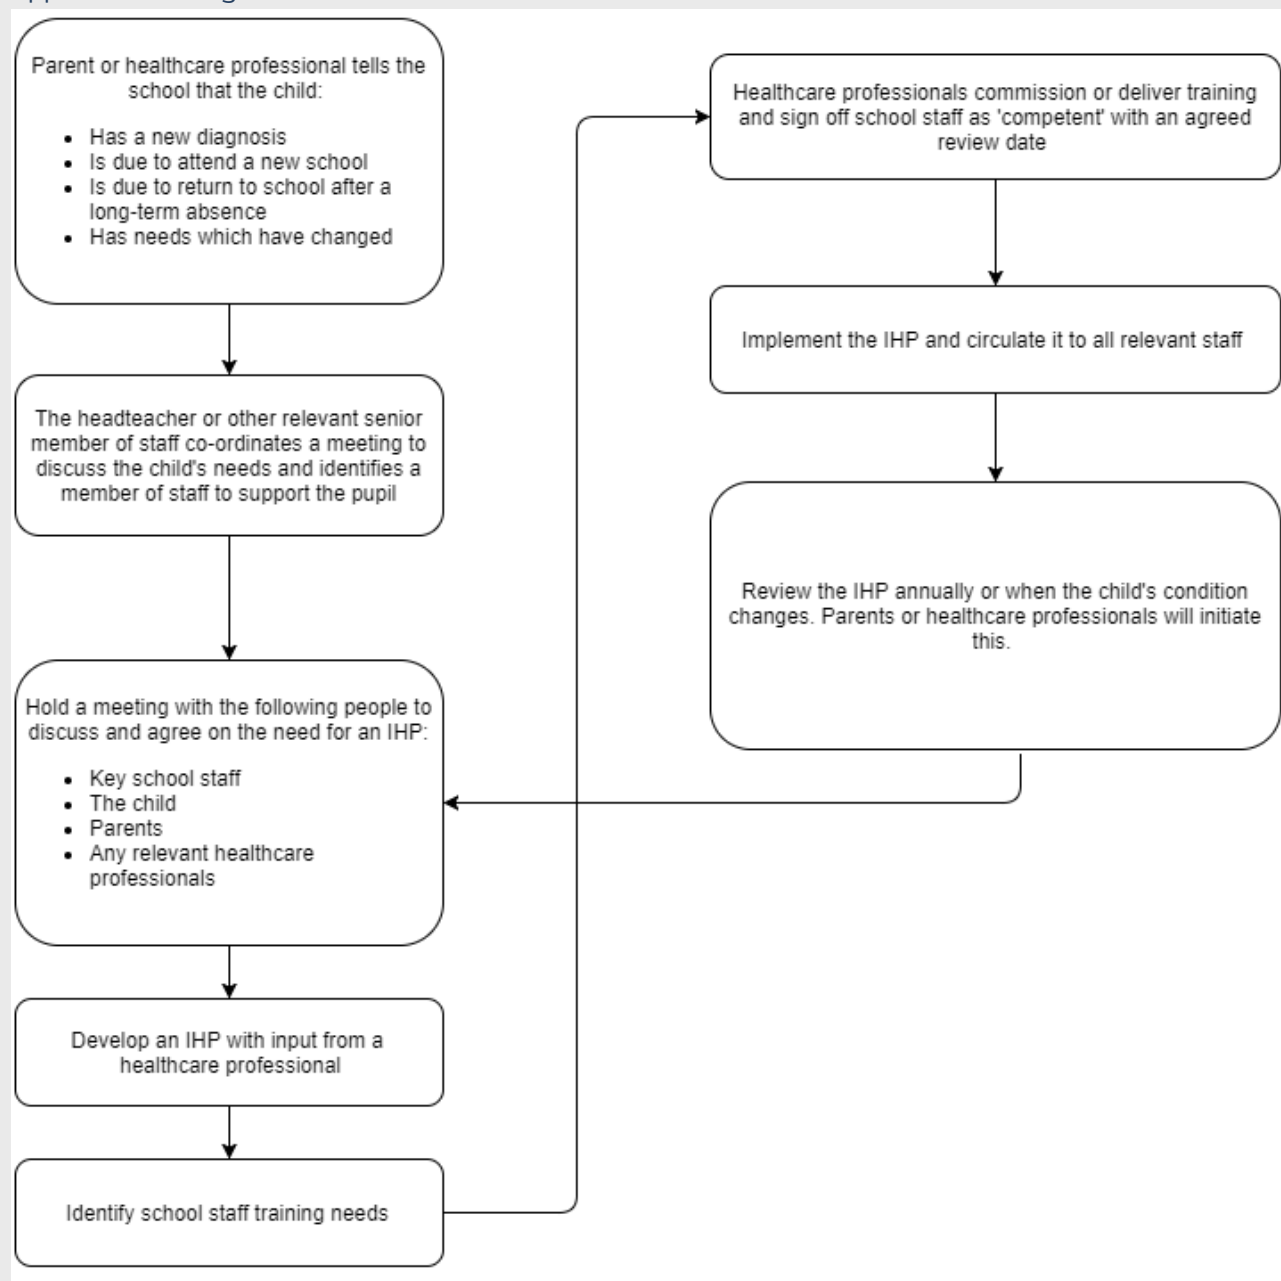 Parent or healthcare professional tells the
school that the child:
• Has a new diagnosis
• Is due to attend a new school
• Is due to return to school after a
long-term absence
• Has needs which have changed
The headteacher or other relevant senior
member of staff co-ordinates a meeting to
discuss the child's needs and identifies a
member of staff to support the pupil
Hold a meeting with the following people to
discuss and agree on the need for an IHP:
• Key school staff
• The child
• Parents
• Any relevant healthcare
professionals
Develop an IHP with input from a
healthcare professional
Identify school staff training needs
Healthcare professionals commission or deliver training
and sign off school staff as 'competent' with an agreed
review date
Implement the IHP and circulate it to all relevant staff
Review the IHP annually or when the child's condition
changes. Parents or healthcare professionals will initiate
this.